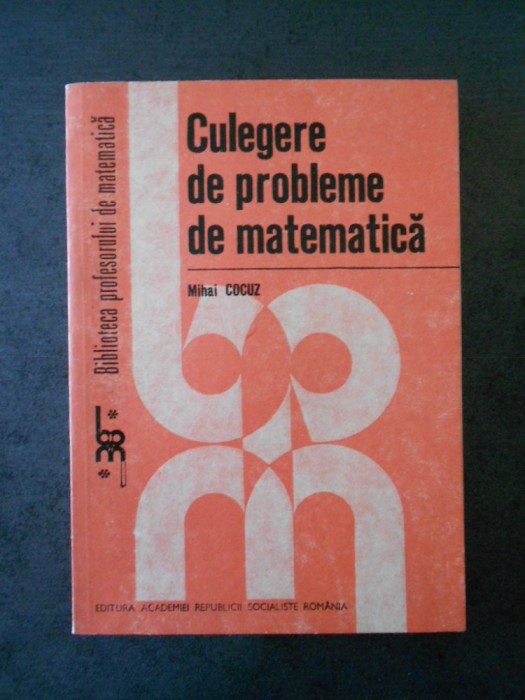 Culegere
de probleme
de matematică
Mihai COCUZ
Biblioteca profesorului de matematică
EDITURA ACADEMIEI REPUBLICII SOCIALISTE ROMÂNIA